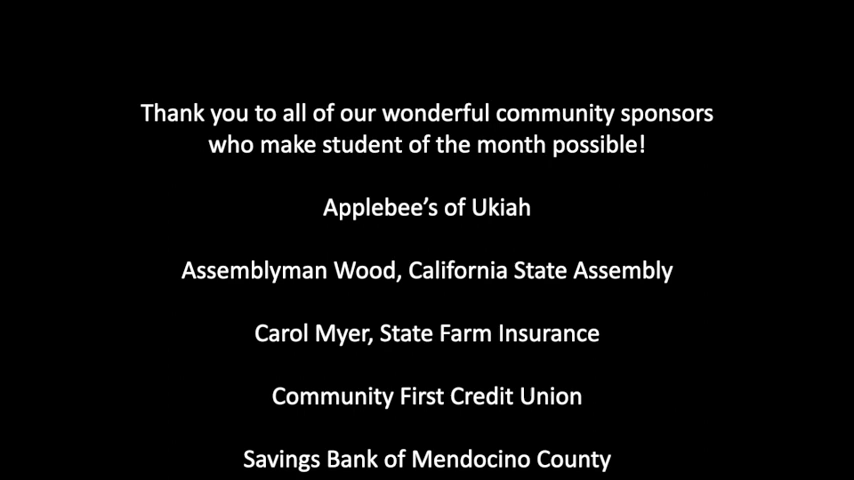 Thank you to all of our wonderful community sponsors
who make student of the month possible!
Applebee’s of Ukiah
Assemblyman Wood, California State Assembly
Carol Myer, State Farm Insurance
Community First Credit Union
Savings Bank of Mendocino County